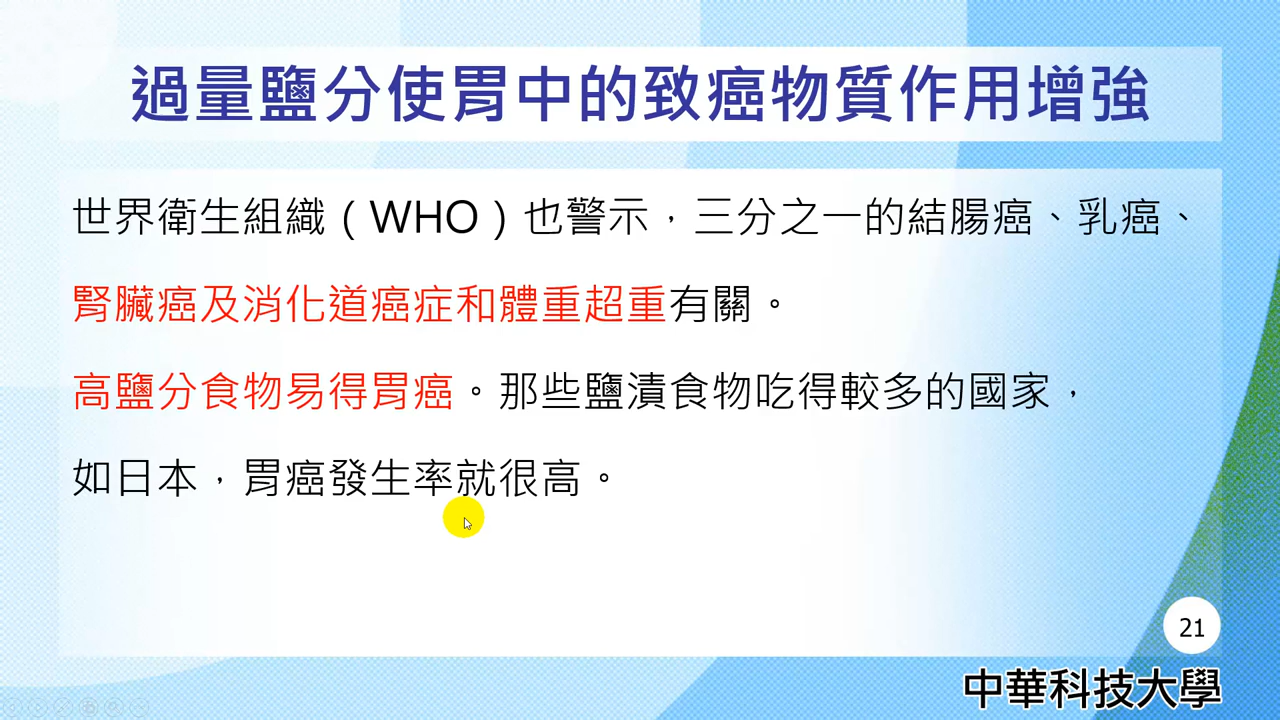 過量鹽分使胃中的致癌物質作用增強
世界衛生組織（WHO）也警示，三分之一的結腸癌、乳癌、
腎臟癌及消化道癌症和體重超重有關。
高鹽分食物易得胃癌。那些鹽漬食物吃得較多的國家，
如日本，胃癌發生率就很高。
21
中華科技大學